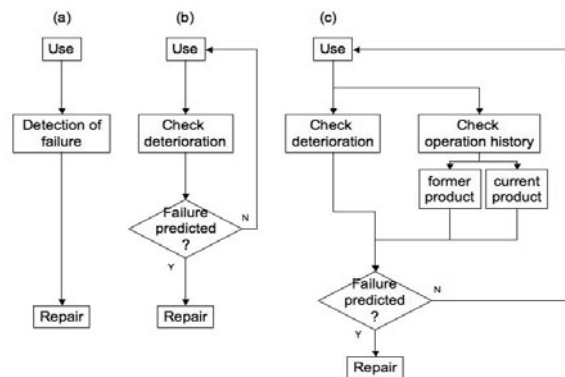 (a)
Use
Detection of
failure
Repair
(b)
Use
Check
deterioration
Failure
predicted
?
N
Y
Repair
(c)
Use
Check
deterioration
Check
operation history
former
product
current
product
Failure
predicted
?
N
Y
Repair